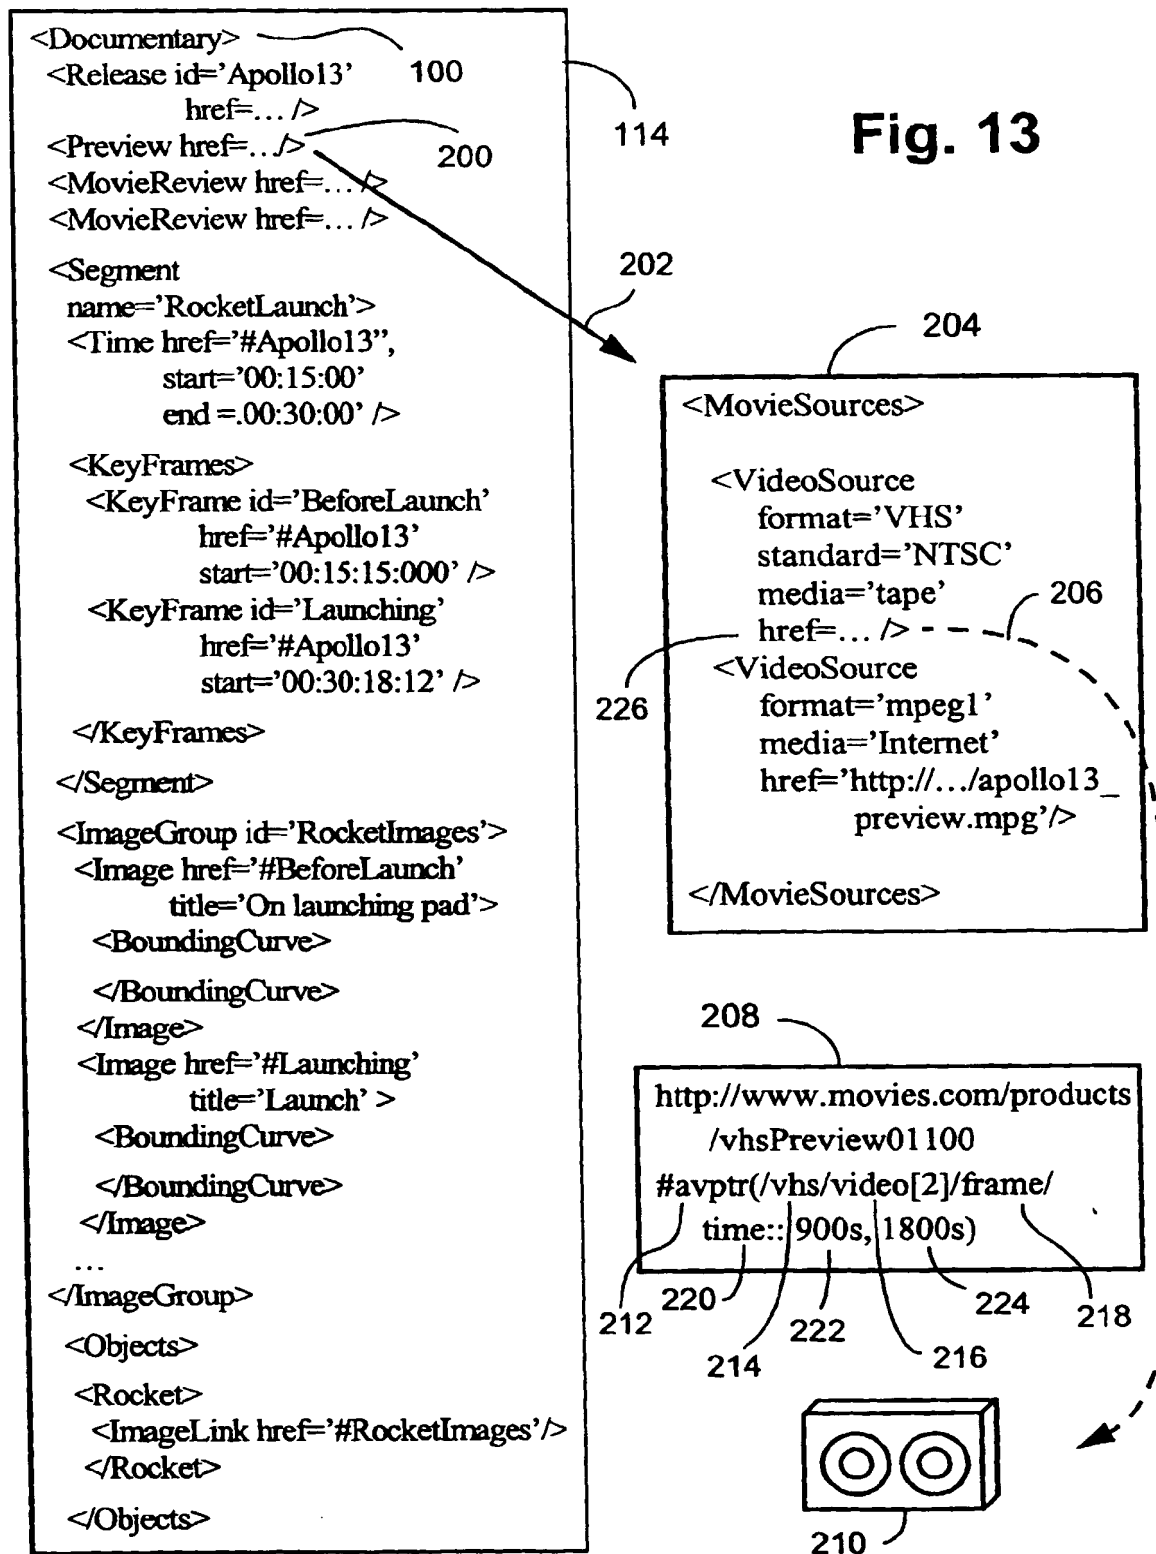 <Documentary>
100
<Release id='Apollo13'
href=... />
114
<Preview href=.../>
200
<MovieReview href=... />
<MovieReview href=... />
<Segment
name='RocketLaunch'>
<Time href='#Apollo13'',
start='00:15:00'
end =.00:30:00' />
<KeyFrames>
<KeyFrame id='BeforeLaunch'
href='#Apollo13'
start='00:15:15:000' />
<KeyFrame id='Launching'
href='#Apollo13'
start='00:30:18:12' />
</KeyFrames>
</Segment>
<ImageGroup id='RocketImages'>
<Image href='#BeforeLaunch'
title='On launching pad'>
<BoundingCurve>
</BoundingCurve>
</Image>
<Image href='#Launching'
title='Launch' >
<BoundingCurve>
</BoundingCurve>
</Image>
...
</ImageGroup>
<Objects>
<Rocket>
<ImageLink href='#RocketImages'/>
</Rocket>
</Objects>
Fig. 13
202
204
<MovieSources>
<VideoSource
format='VHS'
standard='NTSC'
media='tape'
206
href=... />
226
<VideoSource
format='mpeg1'
media='Internet'
href='http://.../apollo13_
preview.mpg'/>
</MovieSources>
208
http://www.movies.com/products
/vhsPreview01100
#avptr(/vhs/video[2]/frame/
time:: 900s, 1800s)
212
220
214
222
216
224
218
210